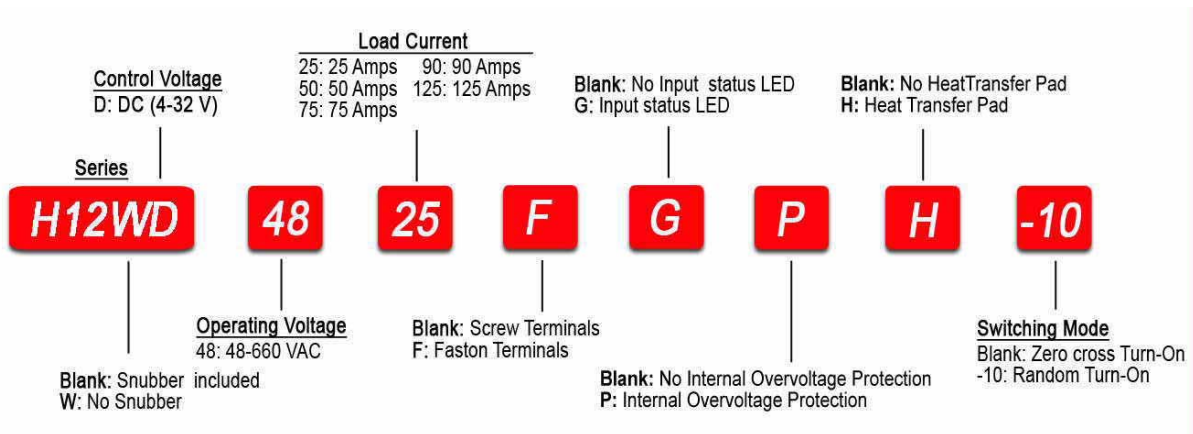 Load Current
25: 25 Amps 90: 90 Amps
50: 50 Amps 125: 125 Amps
75: 75 Amps
Control Voltage
D: DC (4-32 V)
Blank: No Input status LED
G: Input status LED
Blank: No HeatTransfer Pad
H: Heat Transfer Pad
Series
H12WD 48 25 F G P H -10
Operating Voltage
48: 48-660 VAC
Blank: Screw Terminals
F: Faston Terminals
Switching Mode
Blank: Zero cross Turn-On
-10: Random Turn-On
Blank: Snubber included
W: No Snubber
Blank: No Internal Overvoltage Protection
P: Internal Overvoltage Protection